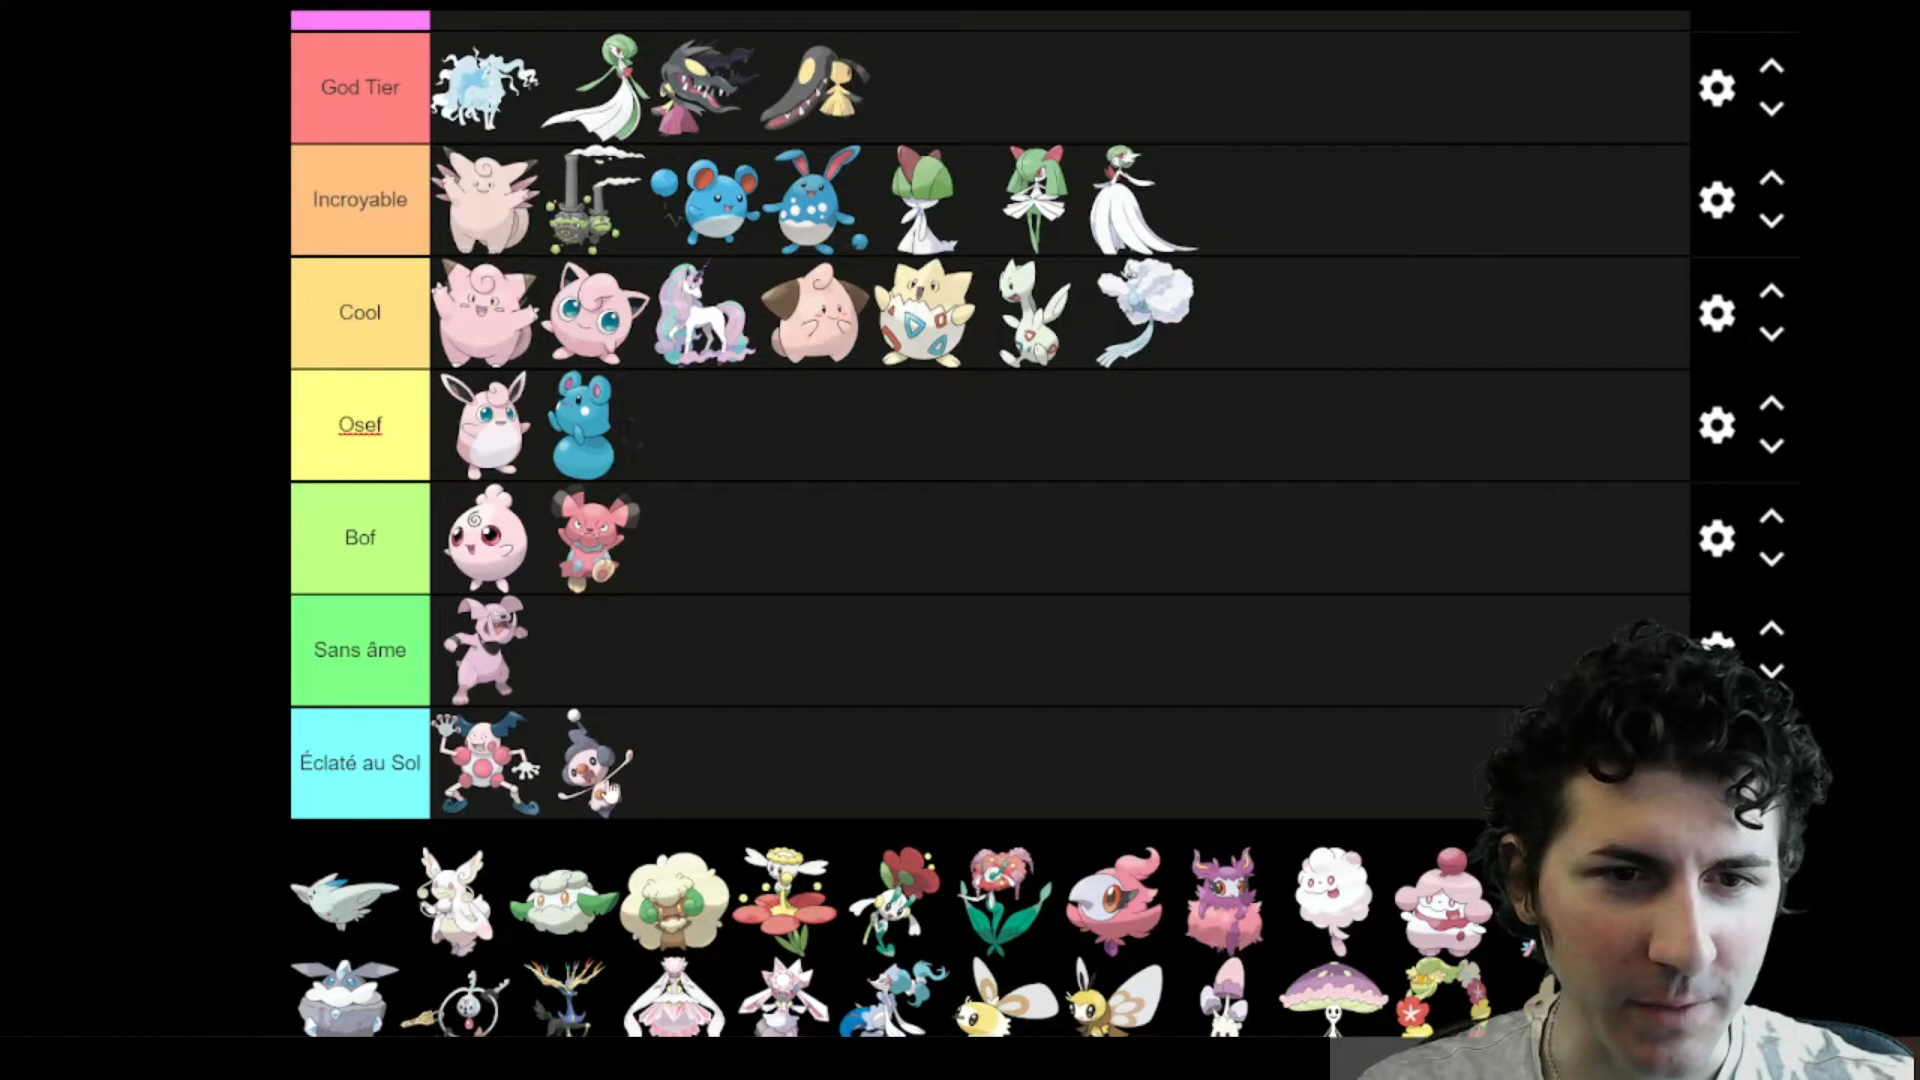 God Tier
Incroyable
Cool
Osef
Bof
Sans âme
Éclaté au Sol